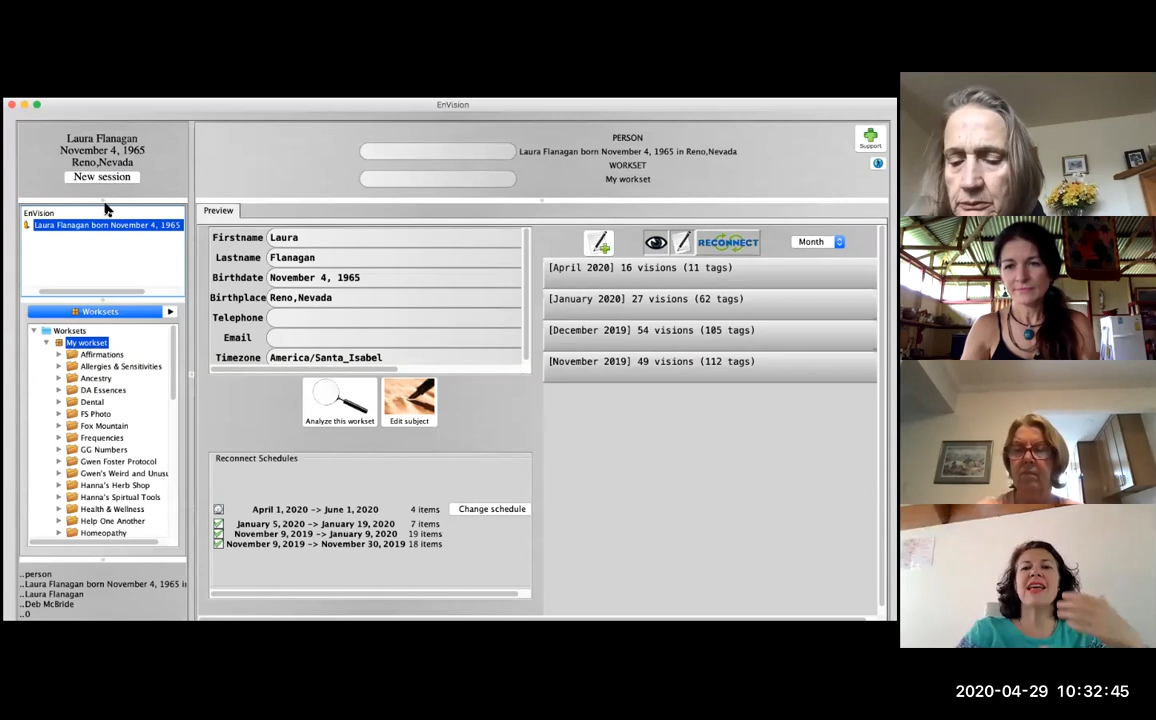 EnVision
Laura Flanagan
November 4, 1965
Reno,Nevada
New session
EnVision
Laura Flanagan born November 4, 1965
Worksets
Worksets
My workset
Affirmations
Allergies & Sensitivities
Ancestry
DA Essences
Dental
FS Photo
Fox Mountain
Frequencies
GG Numbers
Gwen Foster Protocol
Gwen's Weird and Unusu
Hanna's Herb Shop
Hanna's Spirtual Tools
Health & Wellness
Help One Another
Homeopathy
..person
..Laura Flanagan born November 4, 1965 in
..Laura Flanagan
..Deb McBride
..0
PERSON
Laura Flanagan born November 4, 1965 in Reno,Nevada
WORKSET
My workset
Support
Preview
Firstname Laura
Lastname Flanagan
Birthdate November 4, 1965
Birthplace Reno,Nevada
Telephone
Email
Timezone America/Santa_Isabel
Analyze this workset
Edit subject
Reconnect Schedules
April 1, 2020 -> June 1, 2020 4 items Change schedule
January 5, 2020 -> January 19, 2020 7 items
November 9, 2019 -> January 9, 2020 19 items
November 9, 2019 -> November 30, 2019 18 items
RECONNECT
Month
[April 2020] 16 visions (11 tags)
[January 2020] 27 visions (62 tags)
[December 2019] 54 visions (105 tags)
[November 2019] 49 visions (112 tags)
2020-04-29 10:32:45